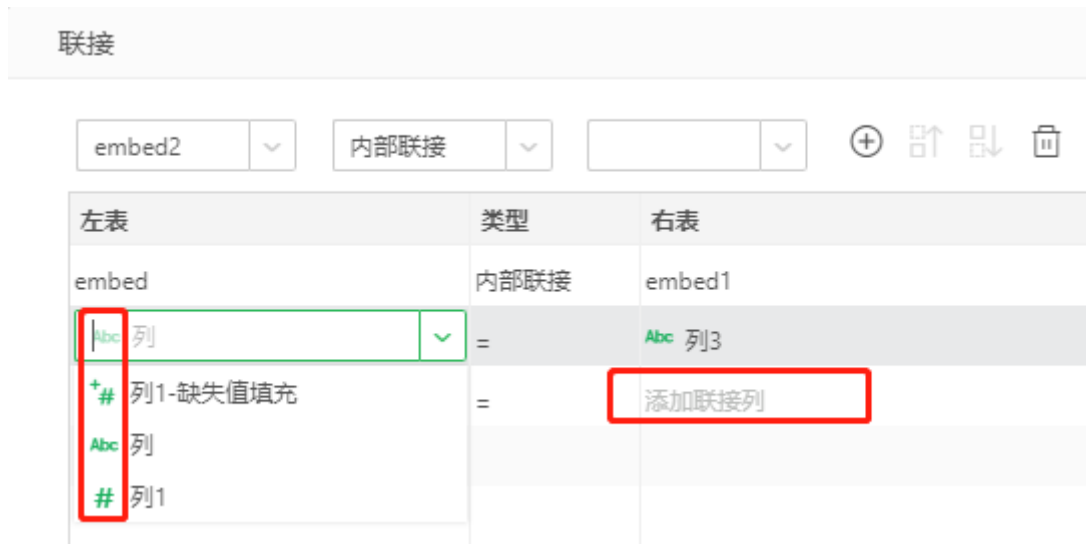 联接
embed2 内部联接
左表 类型 右表
embed 内部联接 embed1
Abc 列 = Abc 列3
+# 列1-缺失值填充 = 添加联接列
Abc 列
# 列1